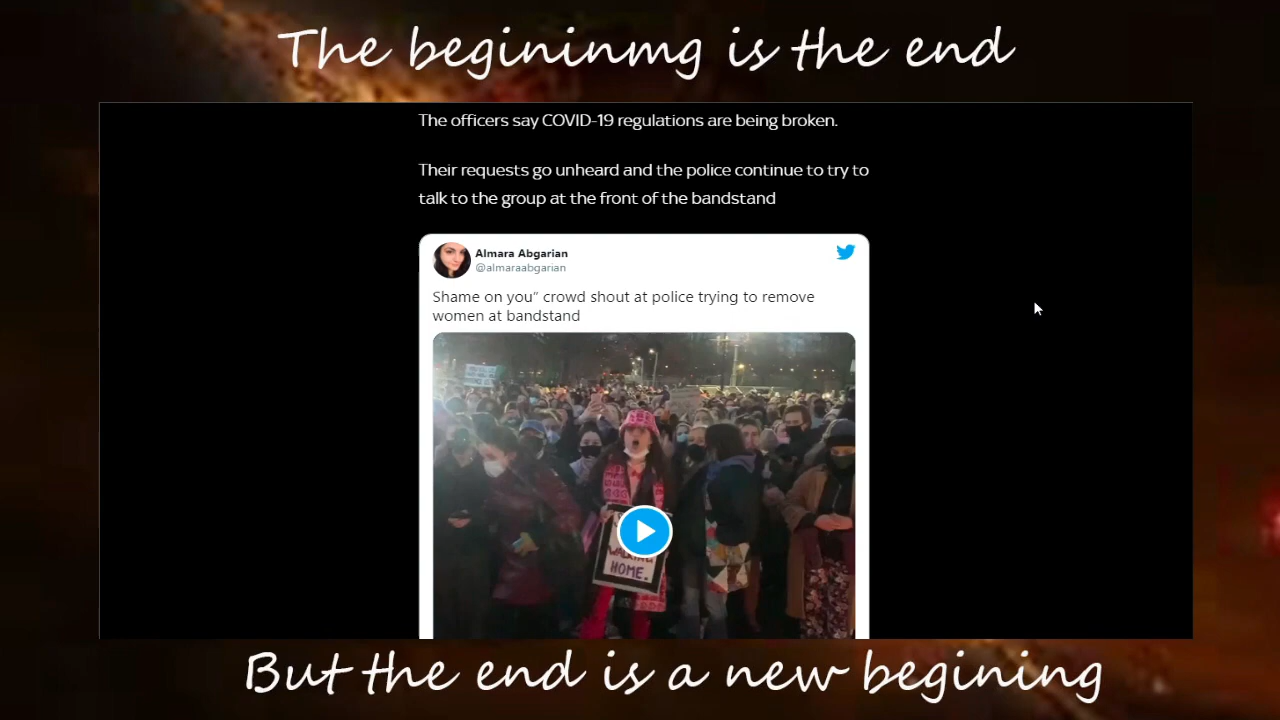 The begininmg is the end
The officers say COVID-19 regulations are being broken.
Their requests go unheard and the police continue to try to
talk to the group at the front of the bandstand
Almara Abgarian
@almaraabgarian
Shame on you" crowd shout at police trying to remove
women at bandstand
WALKING
HOME.
But the end is a new begining